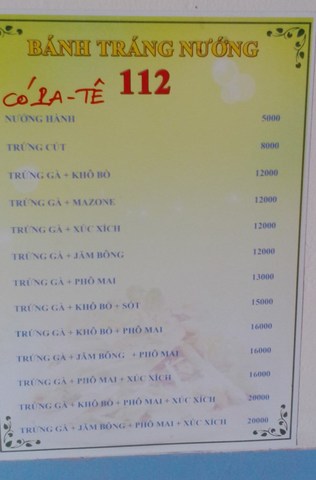 BÁNH TRÁNG NƯỚNG
CÓ BA-TÊ 112
NƯỚNG HÀNH 5000
TRỨNG CÚT 8000
TRỨNG GÀ + KHÔ BÒ 12000
TRỨNG GÀ + MAZONE 12000
TRỨNG GÀ + XÚC XÍCH 12000
TRỨNG GÀ + JĂM BÔNG 12000
TRỨNG GÀ + PHÔ MAI 13000
TRỨNG GÀ + KHÔ BÒ + SỐT 15000
TRỨNG GÀ + KHÔ BÒ + PHÔ MAI 16000
TRỨNG GÀ + JĂM BÔNG + PHÔ MAI 16000
TRỨNG GÀ + PHÔ MAI + XÚC XÍCH 16000
TRỨNG GÀ + KHÔ BÒ + PHÔ MAI + XÚC XÍCH 20000
TRỨNG GÀ + JĂM BÔNG + PHÔ MAI + XÚC XÍCH 20000